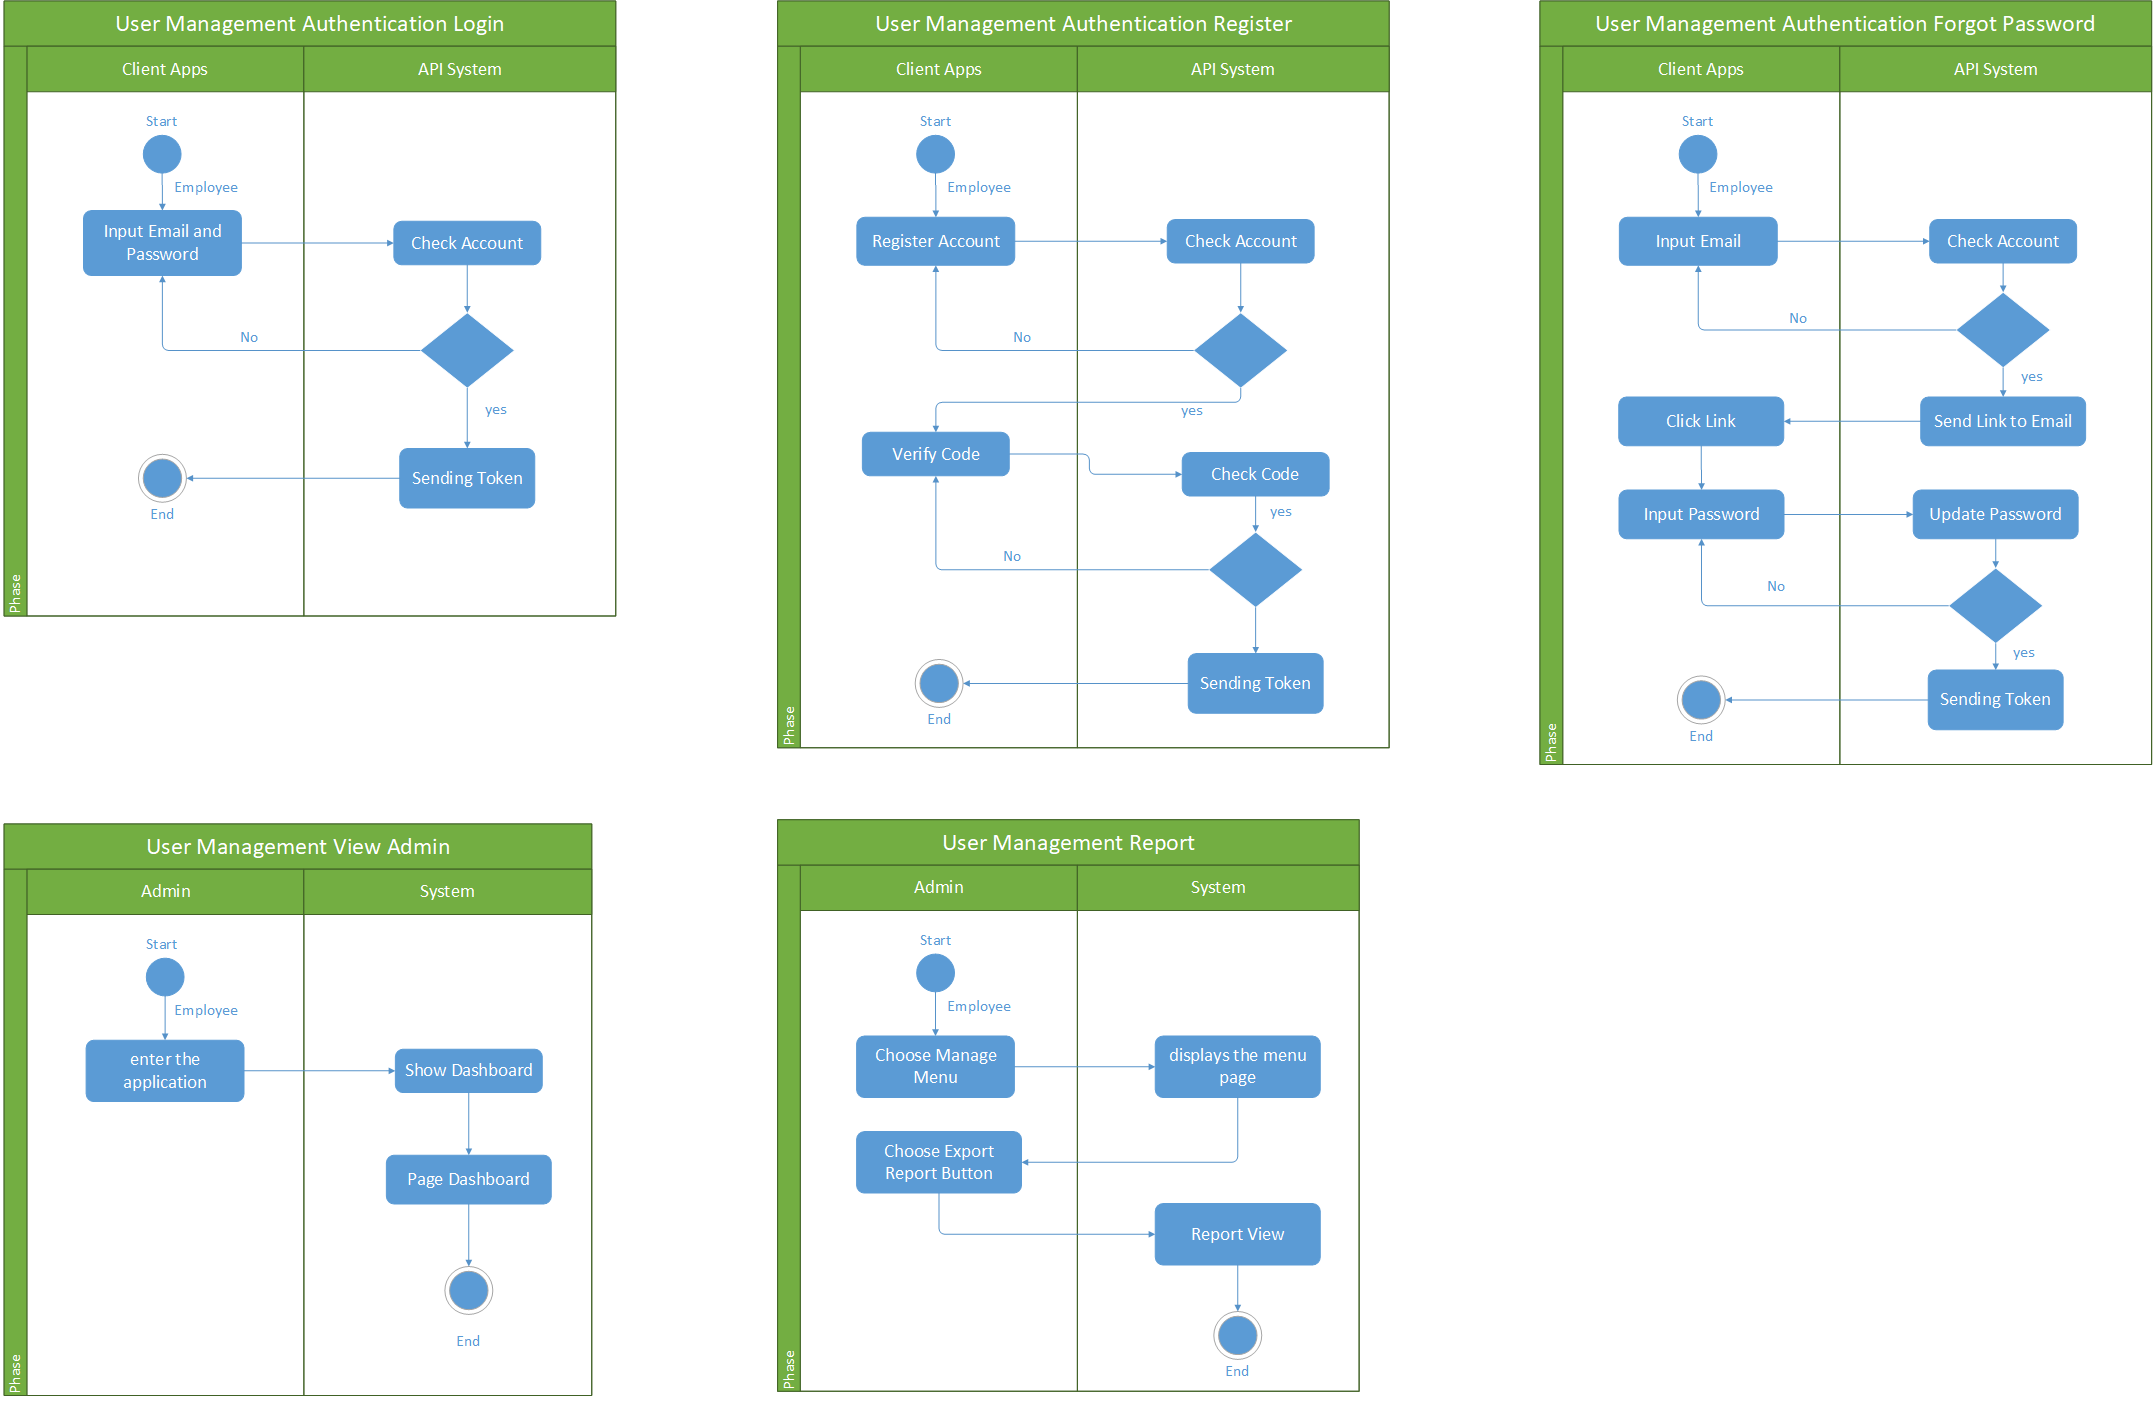 User Management Authentication Login
Client Apps
API System
Start
Employee
Input Email and
Password
Check Account
No
yes
Sending Token
End
Phase
User Management Authentication Register
Client Apps
API System
Start
Employee
Register Account
Check Account
No
yes
Verify Code
Check Code
yes
No
Sending Token
End
Phase
User Management Authentication Forgot Password
Client Apps
API System
Start
Employee
Input Email
Check Account
No
yes
Click Link
Send Link to Email
Input Password
Update Password
No
yes
Sending Token
End
Phase
User Management View Admin
Admin
System
Start
Employee
enter the
application
Show Dashboard
Page Dashboard
End
Phase
User Management Report
Admin
System
Start
Employee
Choose Manage
Menu
displays the menu
page
Choose Export
Report Button
Report View
End
Phase